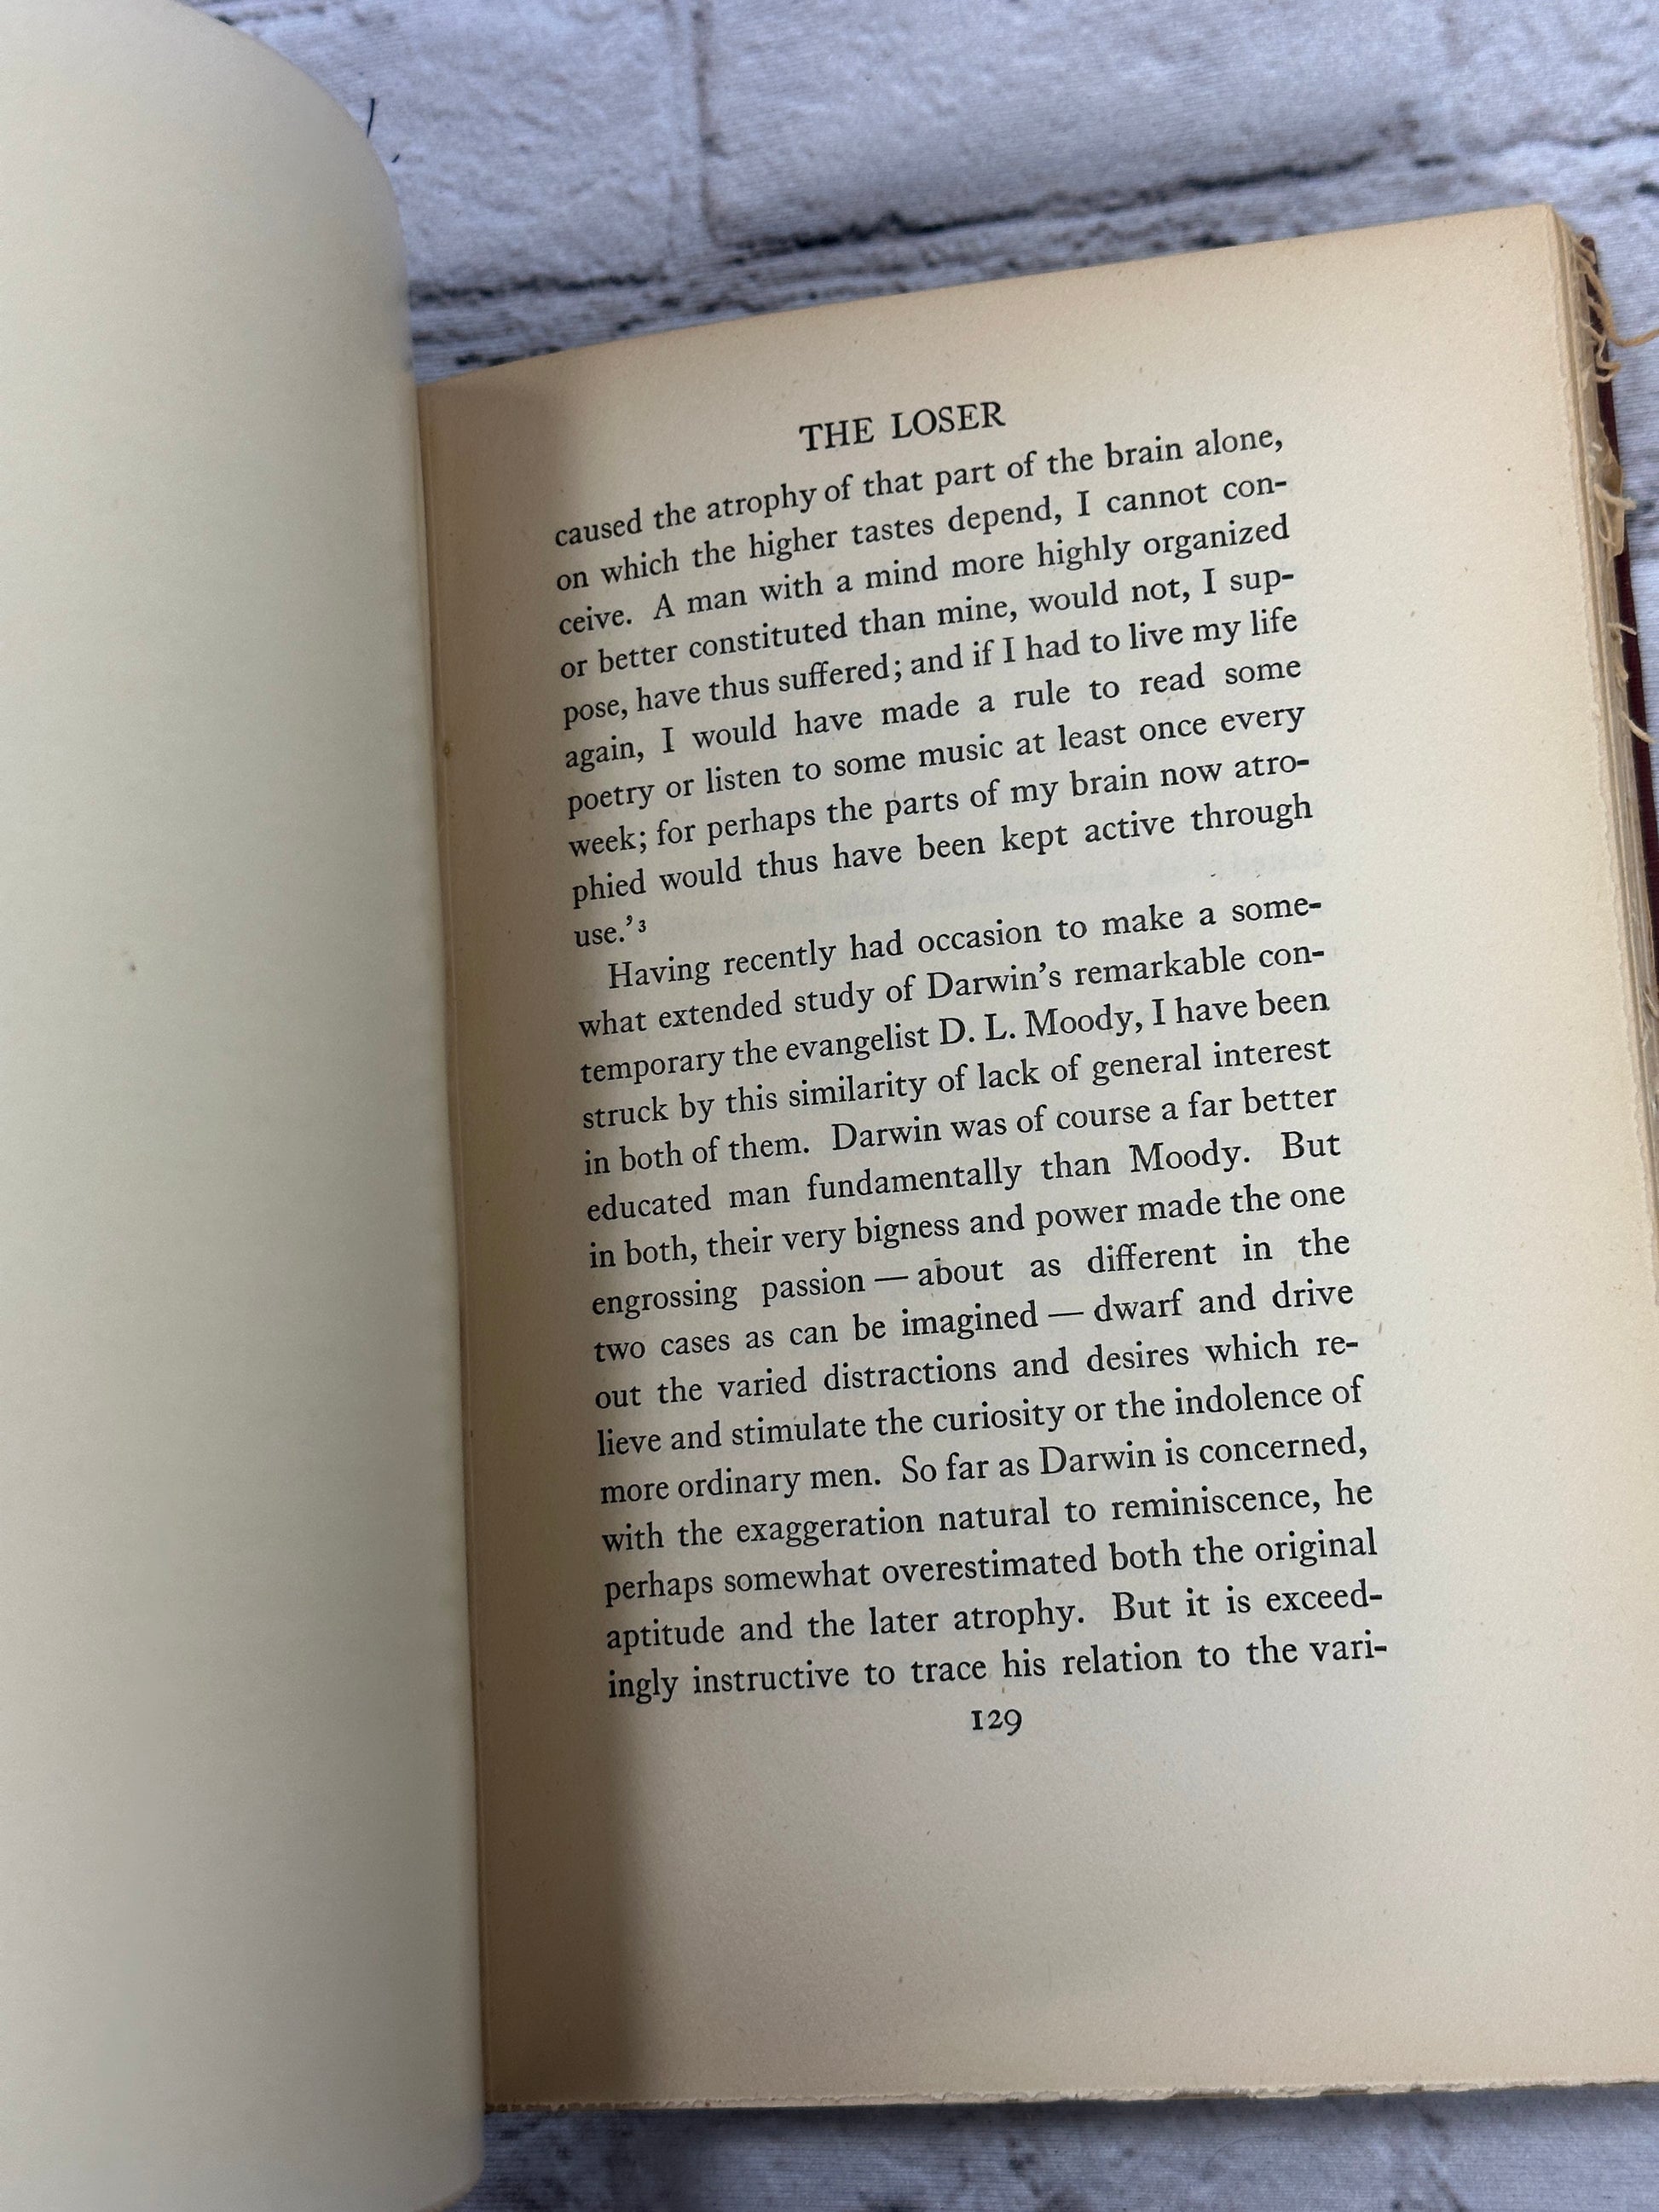 THE LOSER
caused the atrophy of that part of the brain alone,
on which the higher tastes depend, I cannot con-
ceive. A man with a mind more highly organized
or better constituted than mine, would not, I sup-
pose, have thus suffered; and if I had to live my life
again, I would have made a rule to read some
poetry or listen to some music at least once every
week; for perhaps the parts of my brain now atro-
phied would thus have been kept active through
use.’ ³
Having recently had occasion to make a some-
what extended study of Darwin’s remarkable con-
temporary the evangelist D. L. Moody, I have been
struck by this similarity of lack of general interest
in both of them. Darwin was of course a far better
educated man fundamentally than Moody. But
in both, their very bigness and power made the one
engrossing passion — about as different in the
two cases as can be imagined — dwarf and drive
out the varied distractions and desires which re-
lieve and stimulate the curiosity or the indolence of
more ordinary men. So far as Darwin is concerned,
with the exaggeration natural to reminiscence, he
perhaps somewhat overestimated both the original
aptitude and the later atrophy. But it is exceed-
ingly instructive to trace his relation to the vari-
129